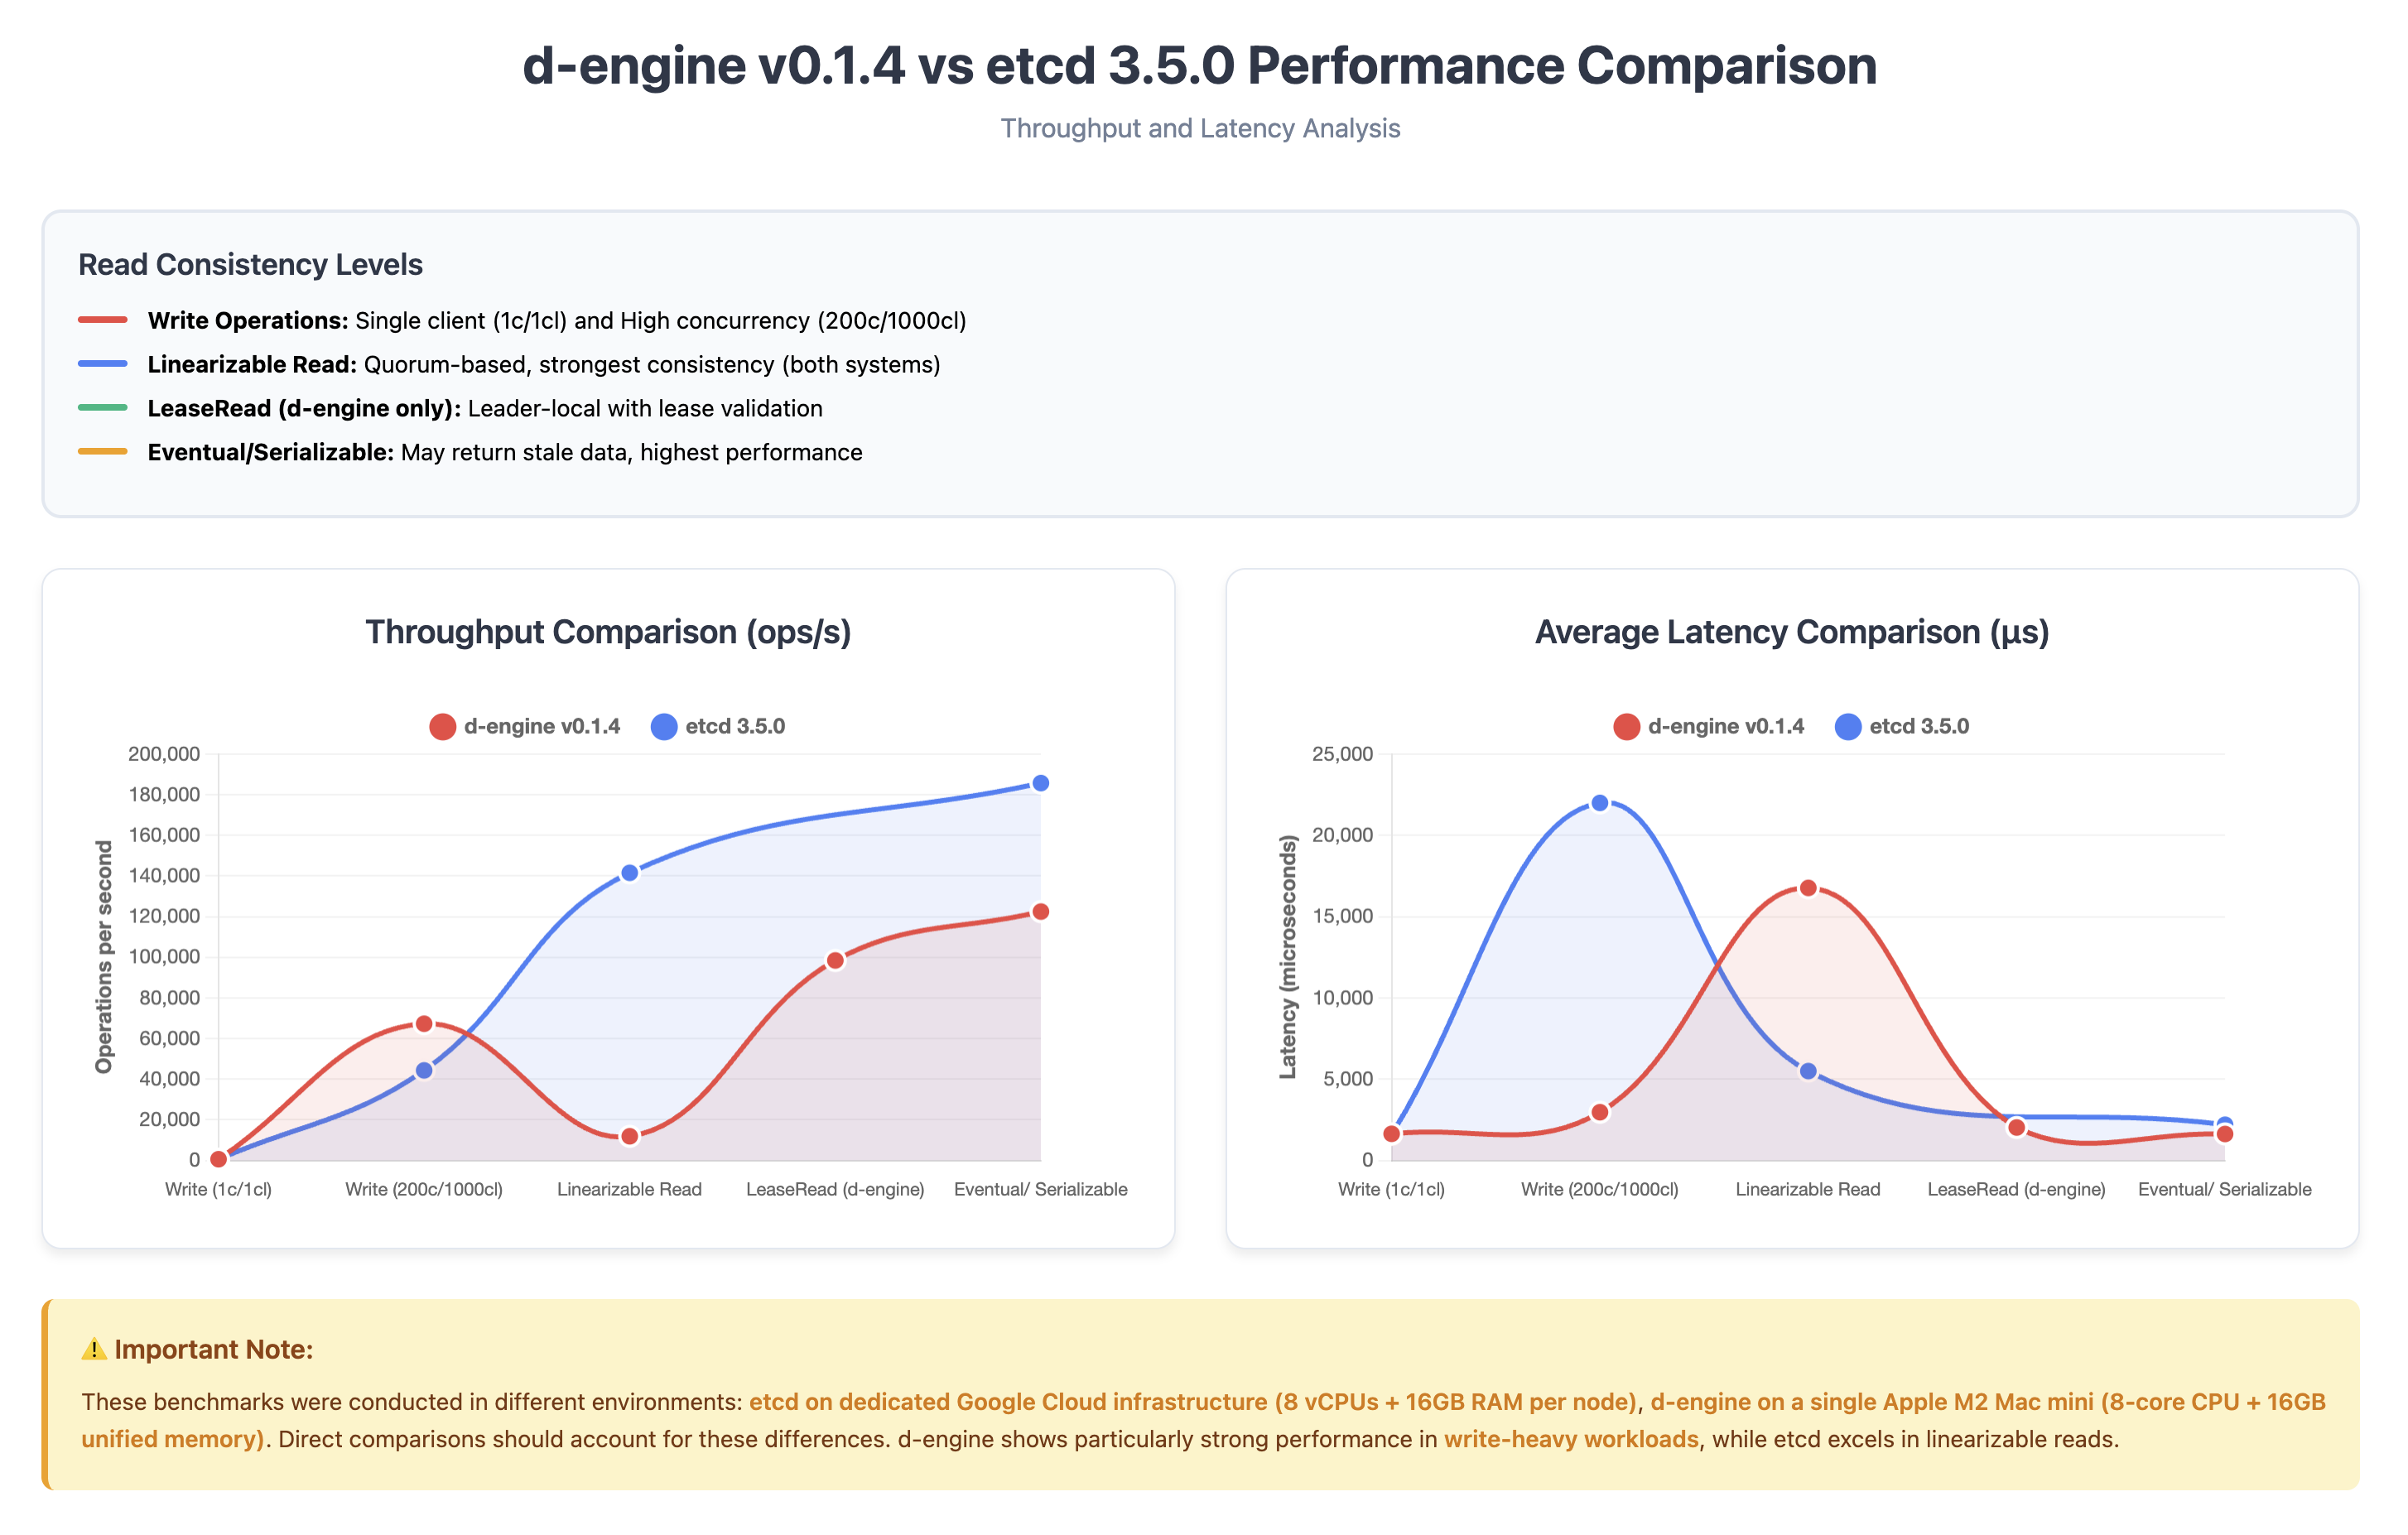 d-engine v0.1.4 vs etcd 3.5.0 Performance Comparison
Throughput and Latency Analysis
Read Consistency Levels
Write Operations: Single client (1c/1cl) and High concurrency (200c/1000cl)
Linearizable Read: Quorum-based, strongest consistency (both systems)
LeaseRead (d-engine only): Leader-local with lease validation
Eventual/Serializable: May return stale data, highest performance
Throughput Comparison (ops/s)
d-engine v0.1.4
etcd 3.5.0
Operations per second
200,000
180,000
160,000
140,000
120,000
100,000
80,000
60,000
40,000
20,000
0
Write (1c/1cl)
Write (200c/1000cl)
Linearizable Read
LeaseRead (d-engine)
Eventual/ Serializable
Average Latency Comparison (μs)
d-engine v0.1.4
etcd 3.5.0
Latency (microseconds)
25,000
20,000
15,000
10,000
5,000
0
Write (1c/1cl)
Write (200c/1000cl)
Linearizable Read
LeaseRead (d-engine)
Eventual/ Serializable
⚠️ Important Note:
These benchmarks were conducted in different environments: etcd on dedicated Google Cloud infrastructure (8 vCPUs + 16GB RAM per node), d-engine on a single Apple M2 Mac mini (8-core CPU + 16GB
unified memory). Direct comparisons should account for these differences. d-engine shows particularly strong performance in write-heavy workloads, while etcd excels in linearizable reads.